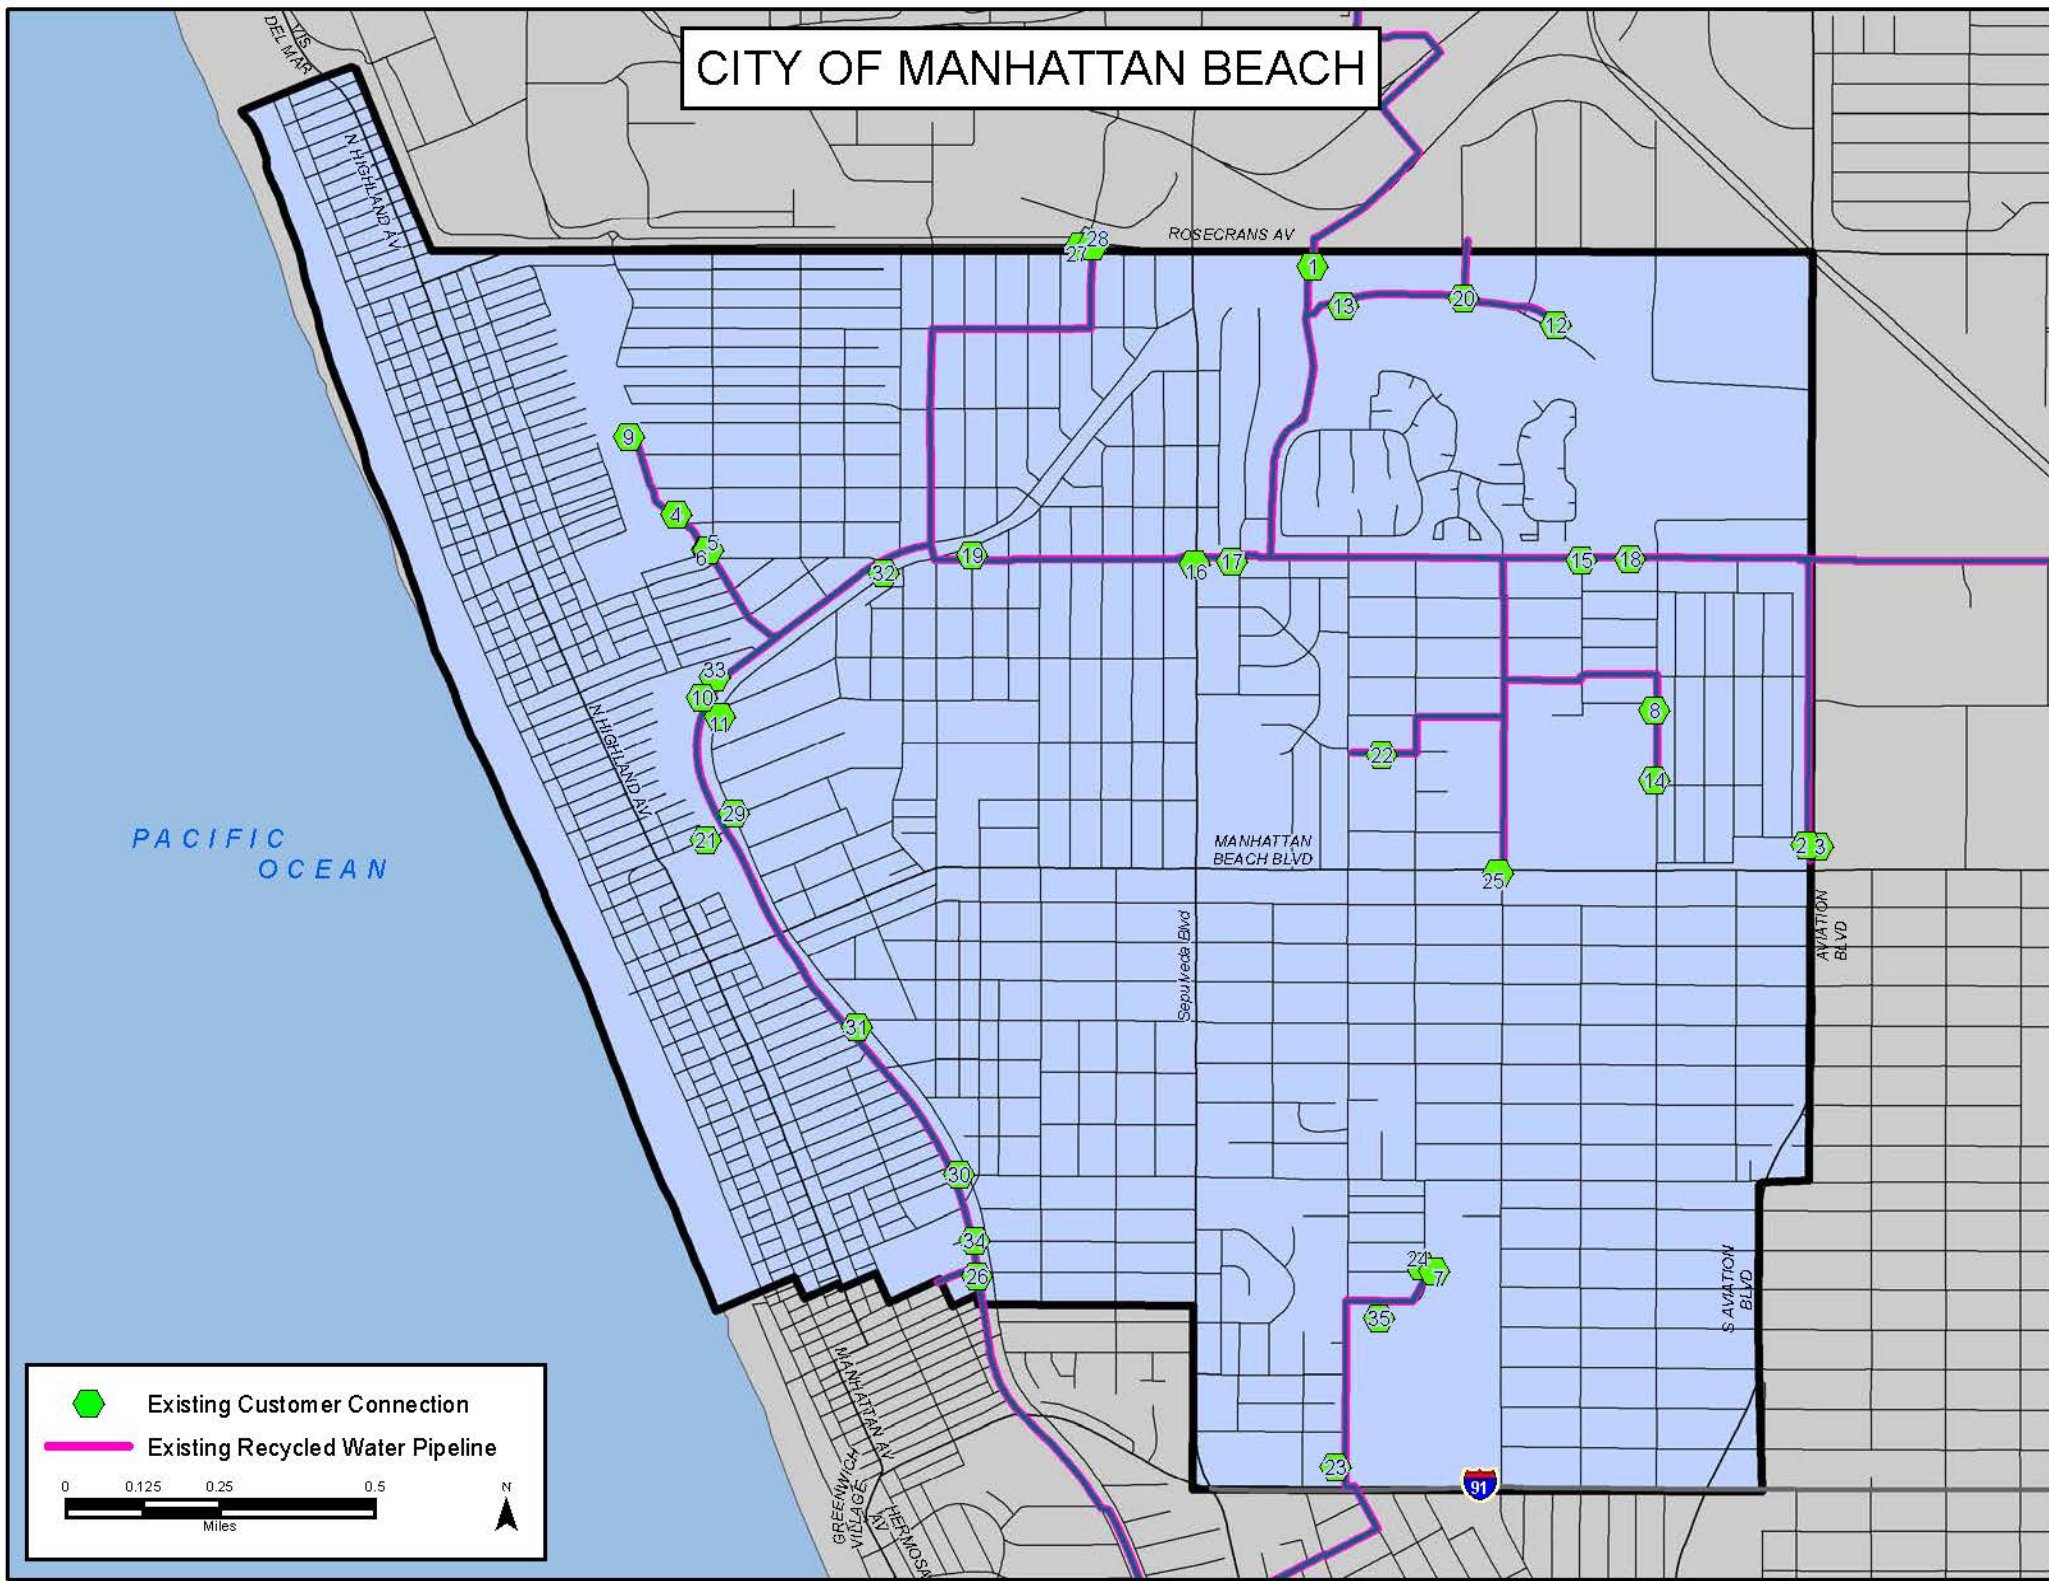 CITY OF MANHATTAN BEACH
VIS
DEL MAR
N HIGHLAND AV
ROSECRANS AV
28
27
1
13
20
12
9
4
5
6
32
19
16
17
15
18
33
10
11
N HIGHLAND AV
8
22
14
29
21
MANHATTAN
BEACH BLVD
2
3
25
PACIFIC
OCEAN
AVIATION
BLVD
Sepulveda Blvd
31
30
34
26
24
7
35
S AVIATION
BLVD
23
91
MANHATTAN AV
GREENWICH
VILLAGE
AV
HERMOSA
Existing Customer Connection
Existing Recycled Water Pipeline
0 0.125 0.25 0.5
Miles
N